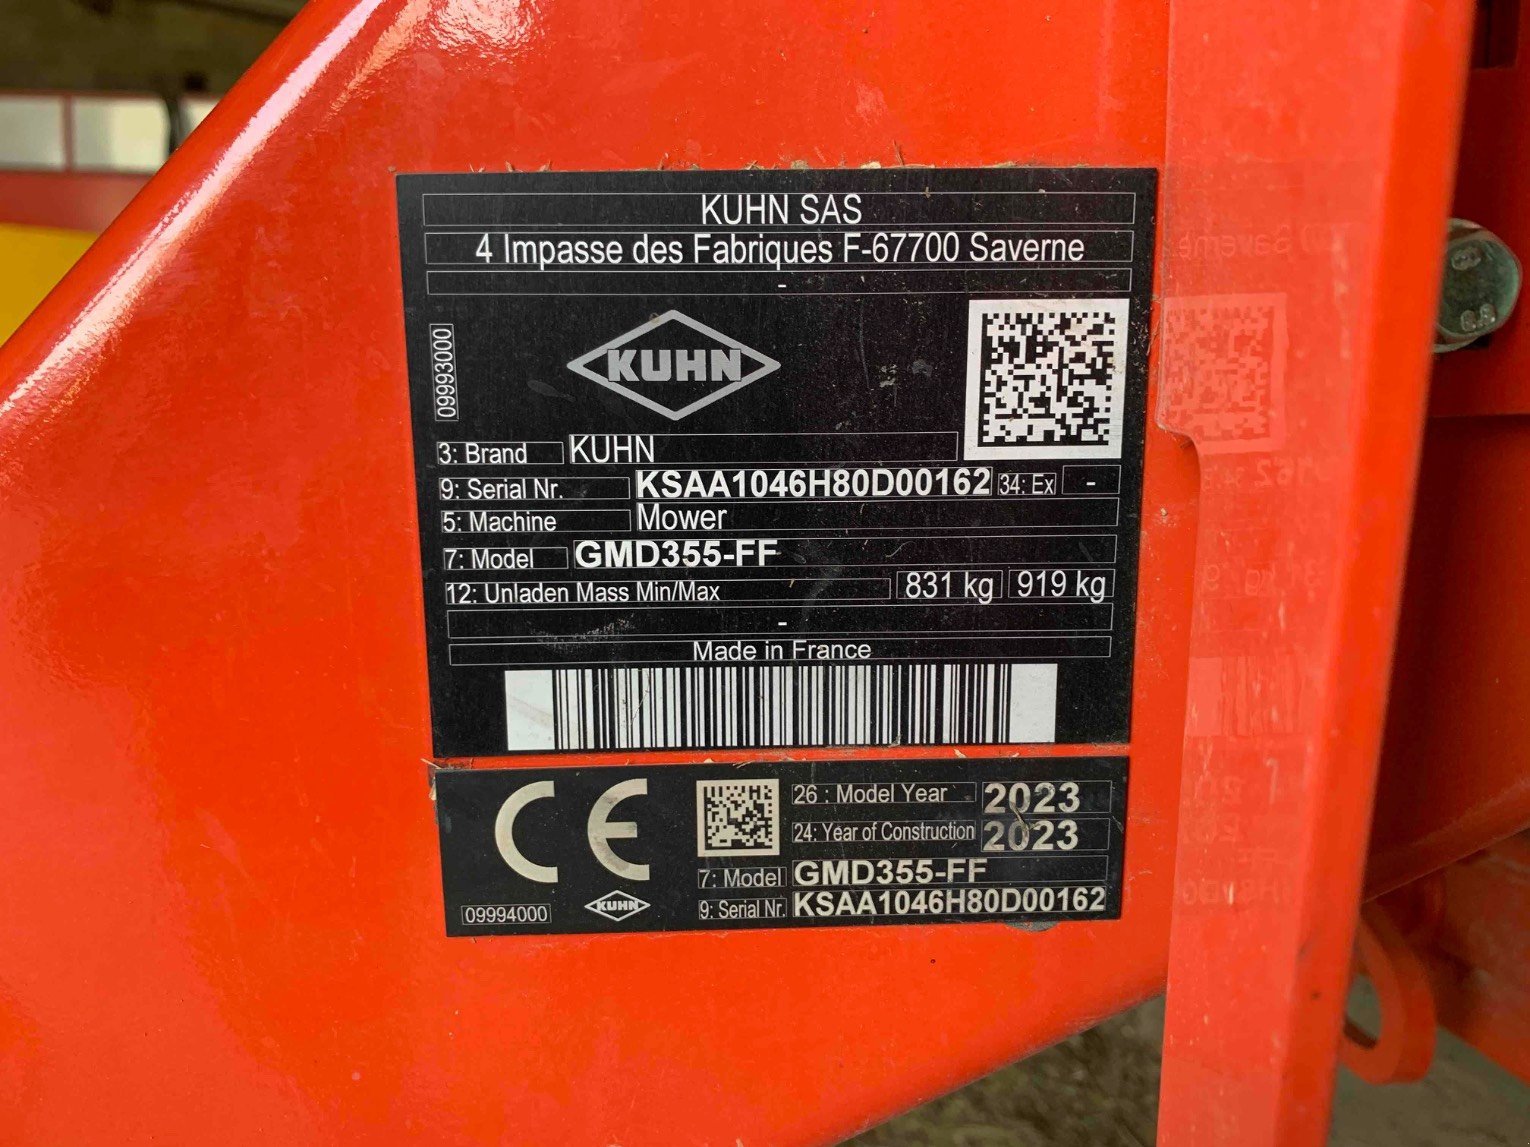 KUHN SAS
4 Impasse des Fabriques F-67700 Saverne
-
09993000
KUHN
3: Brand KUHN
9: Serial Nr. KSAA1046H80D00162 34: Ex -
5: Machine Mower
7: Model GMD355-FF
12: Unladen Mass Min/Max 831 kg 919 kg
-
Made in France
CE
26 : Model Year 2023
24: Year of Construction 2023
7: Model GMD355-FF
9: Serial Nr. KSAA1046H80D00162
09994000
KUHN